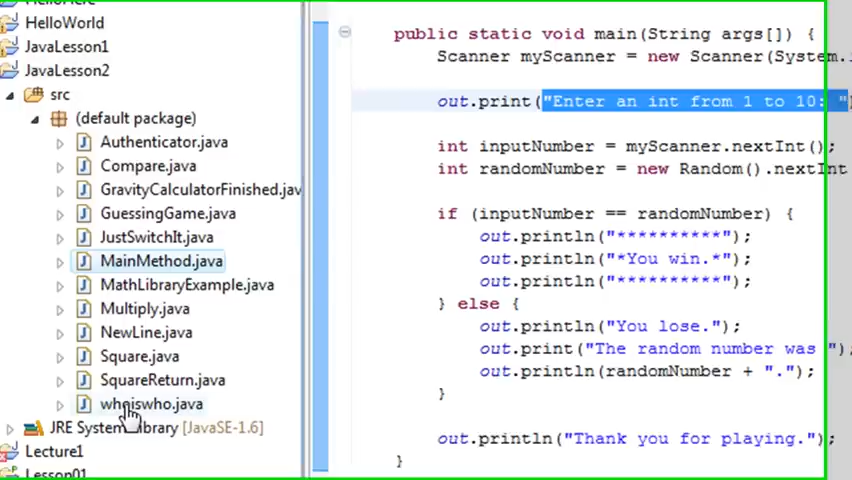 HelloHere
HelloWorld
JavaLesson1
JavaLesson2
src
(default package)
Authenticator.java
Compare.java
GravityCalculatorFinished.jav
GuessingGame.java
JustSwitchIt.java
MainMethod.java
MathLibraryExample.java
Multiply.java
NewLine.java
Square.java
SquareReturn.java
whoiswho.java
JRE System Library [JavaSE-1.6]
Lecture1
Lesson01
public static void main(String args[]) {
Scanner myScanner = new Scanner(System.
out.print("Enter an int from 1 to 10: ")
int inputNumber = myScanner.nextInt();
int randomNumber = new Random().nextInt
if (inputNumber == randomNumber) {
out.println("**********");
out.println("*You win.*");
out.println("**********");
} else {
out.println("You lose.");
out.print("The random number was ");
out.println(randomNumber + ".");
}
out.println("Thank you for playing.");
}